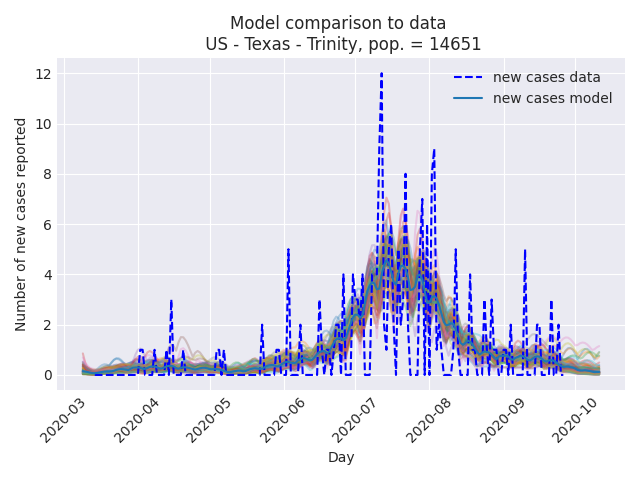 Model comparison to data
US - Texas - Trinity, pop. = 14651
new cases data
new cases model
Number of new cases reported
12
10
8
6
4
2
0
2020-03
2020-04
2020-05
2020-06
2020-07
2020-08
2020-09
2020-10
Day